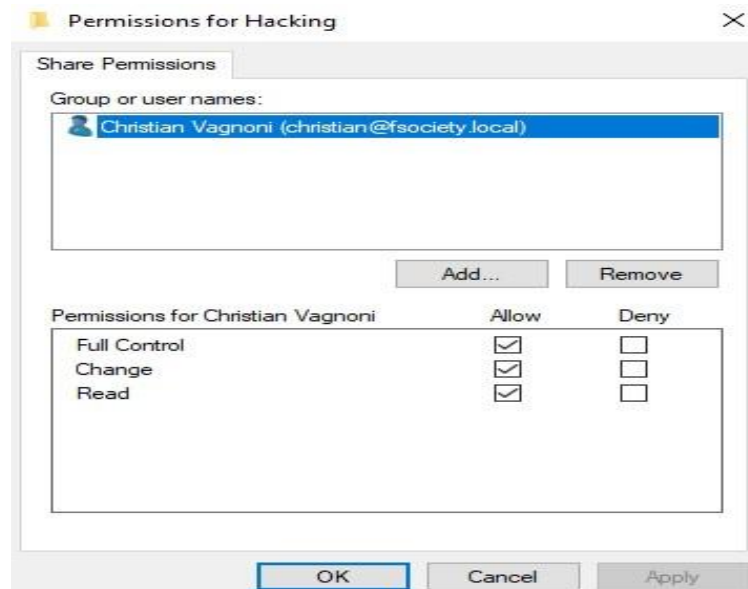 Permissions for Hacking
Share Permissions
Group or user names:
Christian Vagnoni (christian@fsociety.local)
Add... Remove
Permissions for Christian Vagnoni Allow Deny
Full Control
Change
Read
OK Cancel Apply